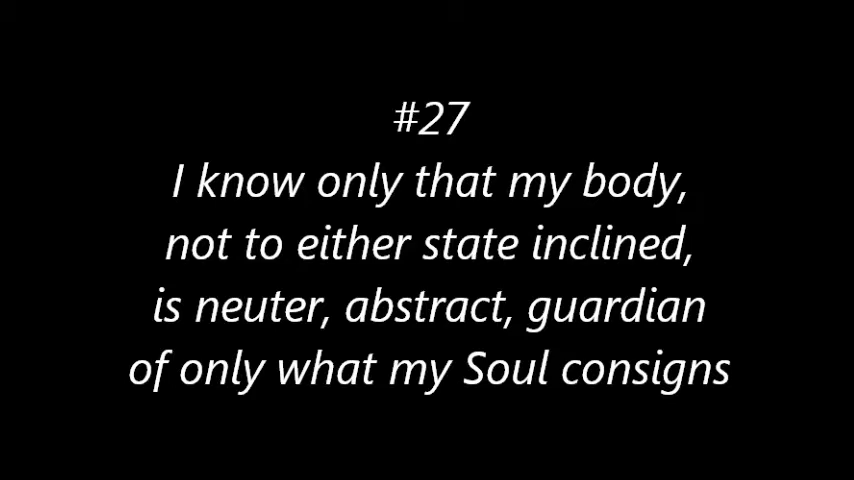 #27
I know only that my body,
not to either state inclined,
is neuter, abstract, guardian
of only what my Soul consigns